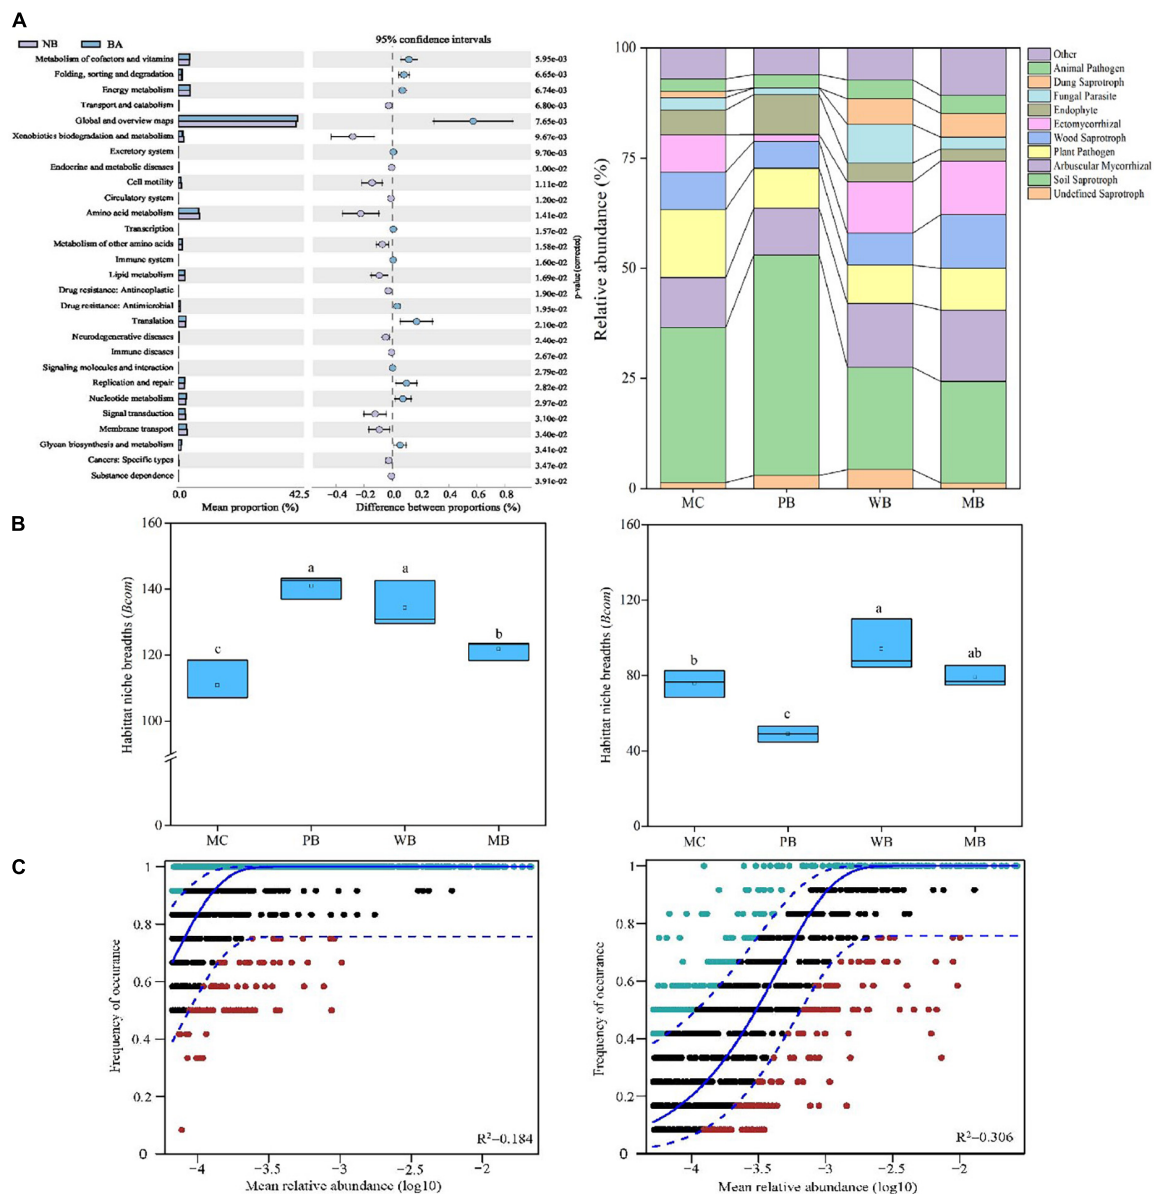 A
NB BA
95% confidence intervals
Metabolism of cofactors and vitamins 5.95e-03
Folding, sorting and degradation 6.65e-03
Energy metabolism 6.74e-03
Transport and catabolism 6.80e-03
Global and overview maps 7.65e-03
Xenobiotics biodegradation and metabolism 9.67e-03
Excretory system 9.70e-03
Endocrine and metabolic diseases 1.00e-02
Cell motility 1.11e-02
Circulatory system 1.20e-02
Amino acid metabolism 1.41e-02
Transcription 1.57e-02
Metabolism of other amino acids 1.58e-02
Immune system 1.60e-02
Lipid metabolism 1.69e-02
Drug resistance: Antineoplastic 1.90e-02
Drug resistance: Antimicrobial 1.95e-02
Translation 2.10e-02
Neurodegenerative diseases 2.40e-02
Immune diseases 2.67e-02
Signaling molecules and interaction 2.79e-02
Replication and repair 2.82e-02
Nucleotide metabolism 2.97e-02
Signal transduction 3.10e-02
Membrane transport 3.40e-02
Glycan biosynthesis and metabolism 3.41e-02
Cancers: Specific types 3.47e-02
Substance dependence 3.91e-02
p-value (corrected)
0.0 42.5 −0.4 −0.2 0.0 0.2 0.4 0.6 0.8
Mean proportion (%) Difference between proportions (%)
Relative abundance (%)
100
75
50
25
0
MC PB WB MB
Other
Animal Pathogen
Dung Saprotroph
Fungal Parasite
Endophyte
Ectomycorrhizal
Wood Saprotroph
Plant Pathogen
Arbuscular Mycorrhizal
Soil Saprotroph
Undefined Saprotroph
B
Habittat niche breadths (Bcom)
160
140
120
100
0
c a a b
MC PB WB MB
Habittat niche breadths (Bcom)
160
120
80
40
0
b c a ab
MC PB WB MB
C
Frequency of occurance
1
0.8
0.6
0.4
0.2
0
R²=0.184
−4 −3.5 −3 −2.5 −2
Mean relative abundance (log10)
Frequency of occurance
1
0.8
0.6
0.4
0.2
0
R²=0.306
−4 −3.5 −3 −2.5 −2
Mean relative abundance (log10)